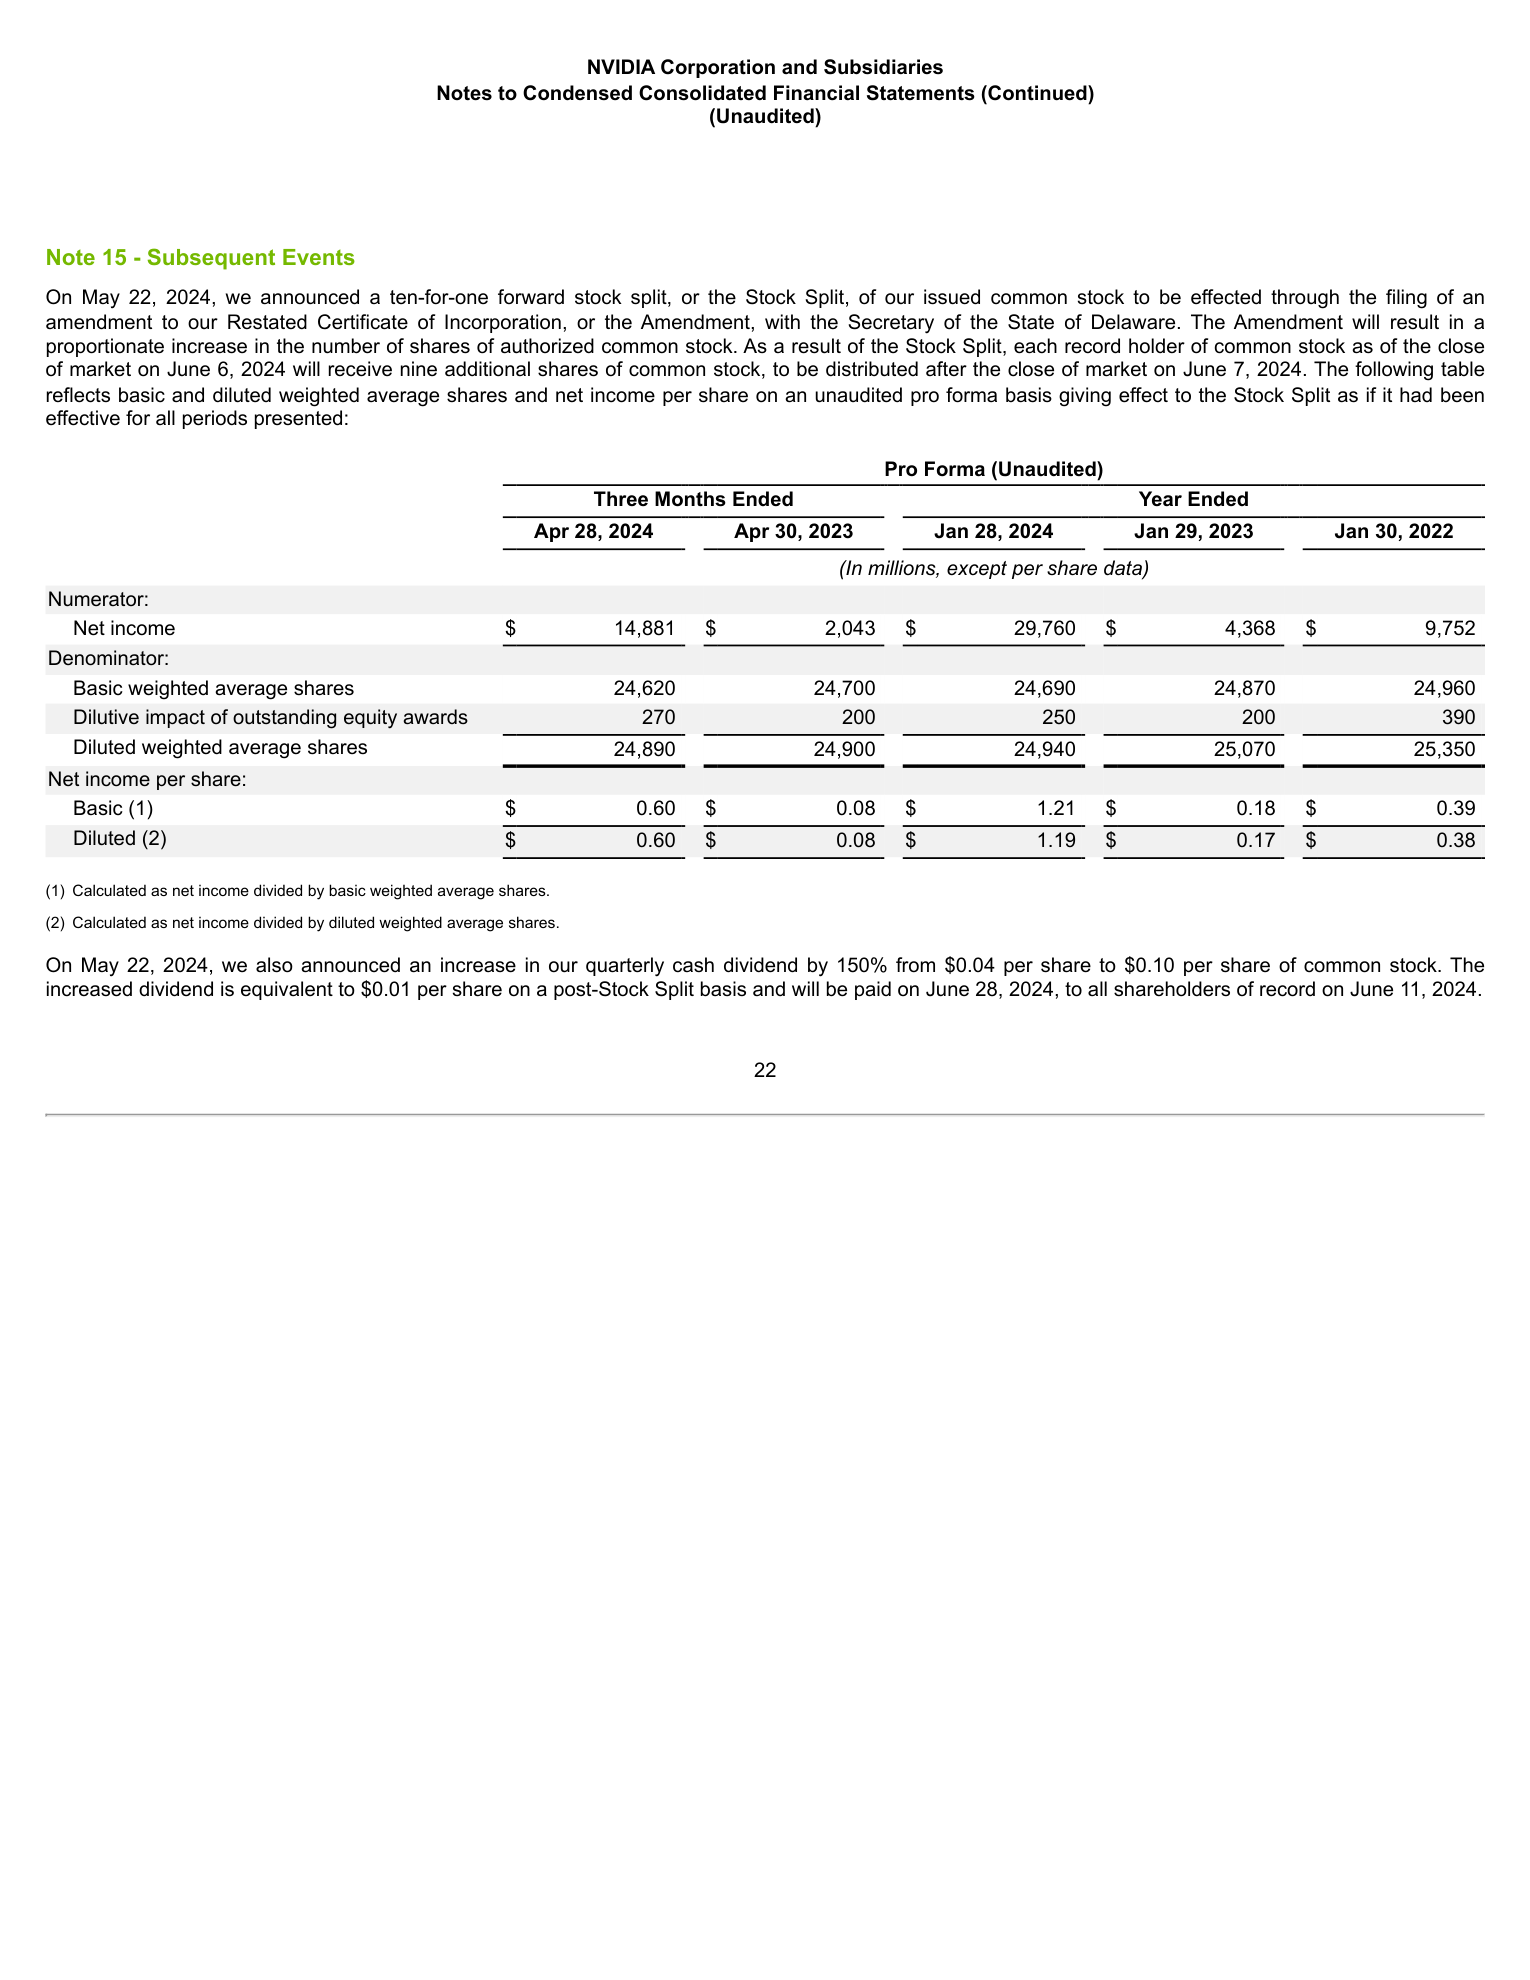 NVIDIA Corporation and Subsidiaries
Notes to Condensed Consolidated Financial Statements (Continued)
(Unaudited)
Note 15 - Subsequent Events
On May 22, 2024, we announced a ten-for-one forward stock split, or the Stock Split, of our issued common stock to be effected through the filing of an
amendment to our Restated Certificate of Incorporation, or the Amendment, with the Secretary of the State of Delaware. The Amendment will result in a
proportionate increase in the number of shares of authorized common stock. As a result of the Stock Split, each record holder of common stock as of the close
of market on June 6, 2024 will receive nine additional shares of common stock, to be distributed after the close of market on June 7, 2024. The following table
reflects basic and diluted weighted average shares and net income per share on an unaudited pro forma basis giving effect to the Stock Split as if it had been
effective for all periods presented:
Pro Forma (Unaudited)
Three Months Ended Year Ended
Apr 28, 2024 Apr 30, 2023 Jan 28, 2024 Jan 29, 2023 Jan 30, 2022
(In millions, except per share data)
Numerator:
Net income $ 14,881 $ 2,043 $ 29,760 $ 4,368 $ 9,752
Denominator:
Basic weighted average shares 24,620 24,700 24,690 24,870 24,960
Dilutive impact of outstanding equity awards 270 200 250 200 390
Diluted weighted average shares 24,890 24,900 24,940 25,070 25,350
Net income per share:
Basic (1) $ 0.60 $ 0.08 $ 1.21 $ 0.18 $ 0.39
Diluted (2) $ 0.60 $ 0.08 $ 1.19 $ 0.17 $ 0.38
(1) Calculated as net income divided by basic weighted average shares.
(2) Calculated as net income divided by diluted weighted average shares.
On May 22, 2024, we also announced an increase in our quarterly cash dividend by 150% from $0.04 per share to $0.10 per share of common stock. The
increased dividend is equivalent to $0.01 per share on a post-Stock Split basis and will be paid on June 28, 2024, to all shareholders of record on June 11, 2024.
22